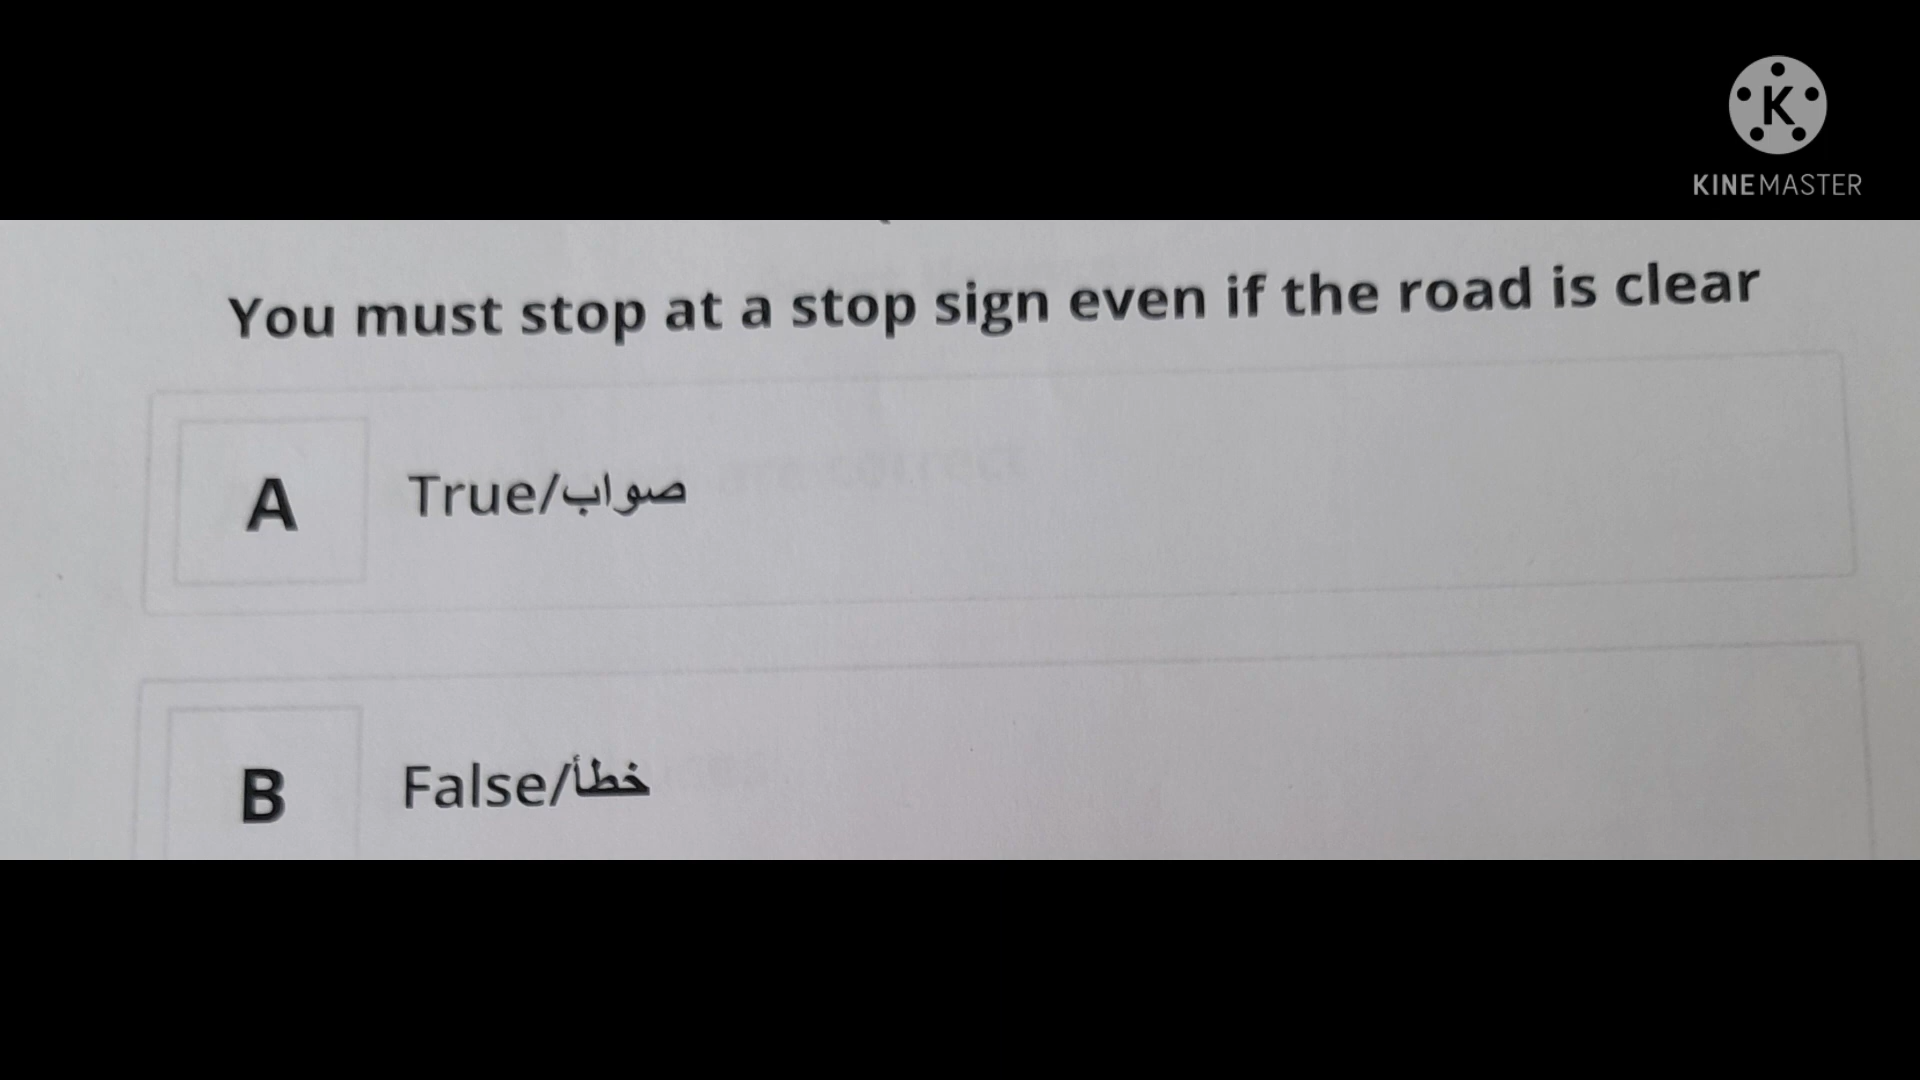 K
KINEMASTER
You must stop at a stop sign even if the road is clear
A
True/صواب
B
False/خطأ